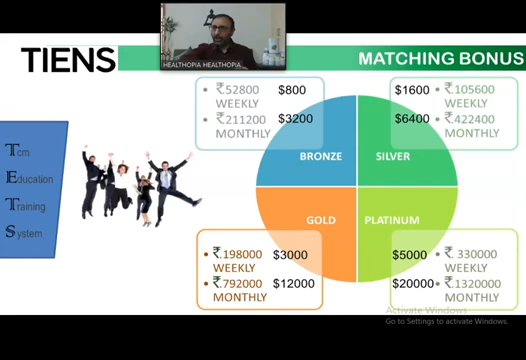 TIENS
HEALTHOPIA HEALTHOPIA
MATCHING BONUS
• ₹.52800 $800
WEEKLY
• ₹.211200 $3200
MONTHLY
BRONZE
$1600 • ₹.105600
WEEKLY
$6400 • ₹.422400
MONTHLY
SILVER
Tcm
Education
Training
System
GOLD
• ₹.198000 $3000
WEEKLY
• ₹.792000 $12000
MONTHLY
PLATINUM
$5000 • ₹. 330000
WEEKLY
$20000 • ₹.1320000
MONTHLY
Activate Windows
Go to Settings to activate Windows.